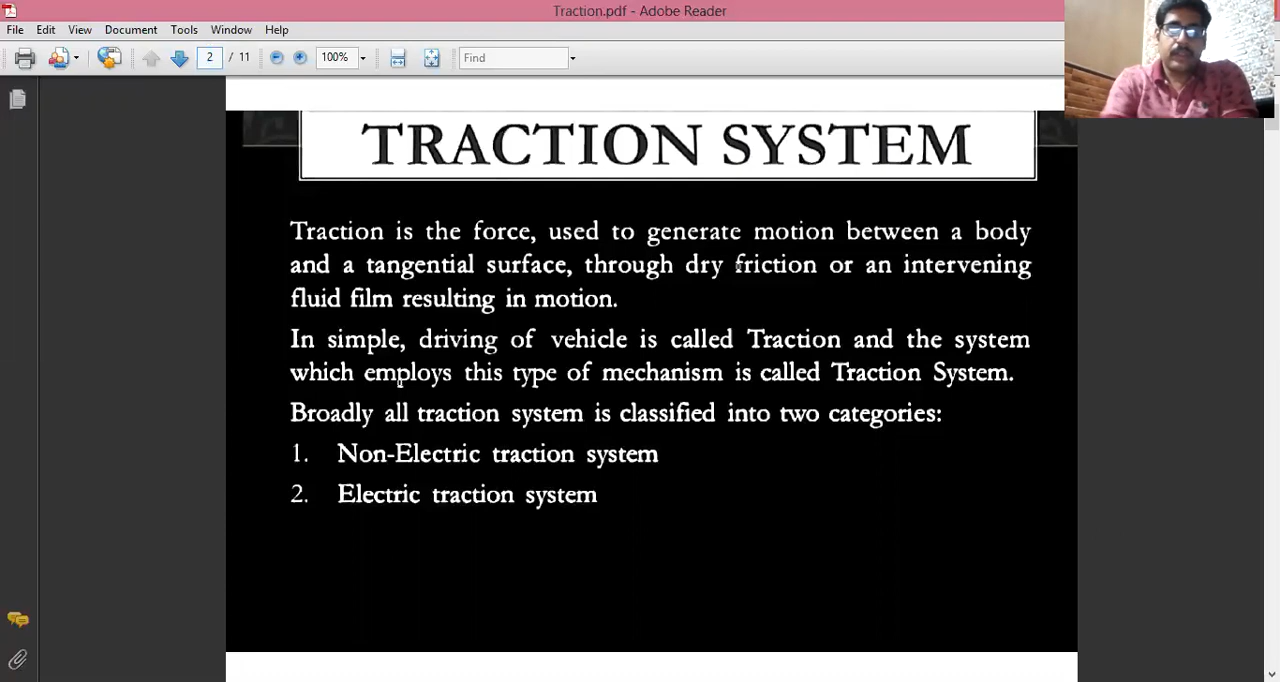 Traction.pdf - Adobe Reader
File Edit View Document Tools Window Help
2 / 11 100% Find
TRACTION SYSTEM
Traction is the force, used to generate motion between a body
and a tangential surface, through dry friction or an intervening
fluid film resulting in motion.
In simple, driving of vehicle is called Traction and the system
which employs this type of mechanism is called Traction System.
Broadly all traction system is classified into two categories:
1. Non-Electric traction system
2. Electric traction system